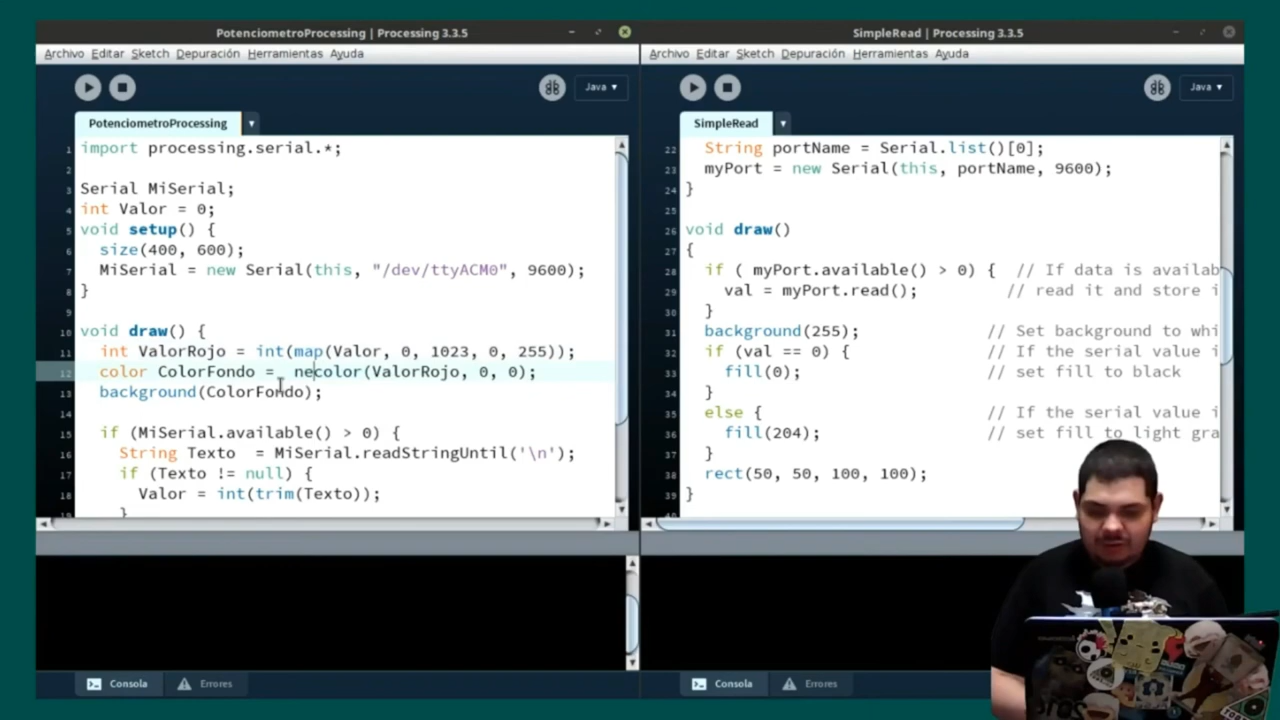 PotenciometroProcessing | Processing 3.3.5
Archivo Editar Sketch Depuración Herramientas Ayuda
Java ▾
PotenciometroProcessing
1 import processing.serial.*;
2
3 Serial MiSerial;
4 int Valor = 0;
5 void setup() {
6 size(400, 600);
7 MiSerial = new Serial(this, "/dev/ttyACM0", 9600);
8 }
9
10 void draw() {
11 int ValorRojo = int(map(Valor, 0, 1023, 0, 255));
12 color ColorFondo = necolor(ValorRojo, 0, 0);
13 background(ColorFondo);
14
15 if (MiSerial.available() > 0) {
16 String Texto = MiSerial.readStringUntil('\n');
17 if (Texto != null) {
18 Valor = int(trim(Texto));
}
Consola
Errores
SimpleRead | Processing 3.3.5
Archivo Editar Sketch Depuración Herramientas Ayuda
Java ▾
SimpleRead
22 String portName = Serial.list()[0];
23 myPort = new Serial(this, portName, 9600);
24 }
25
26 void draw()
27 {
28 if ( myPort.available() > 0) { // If data is availab
29 val = myPort.read(); // read it and store i
30 }
31 background(255); // Set background to whi
32 if (val == 0) { // If the serial value i
33 fill(0); // set fill to black
34 }
35 else { // If the serial value i
36 fill(204); // set fill to light gra
37 }
38 rect(50, 50, 100, 100);
39 }
Consola
Errores